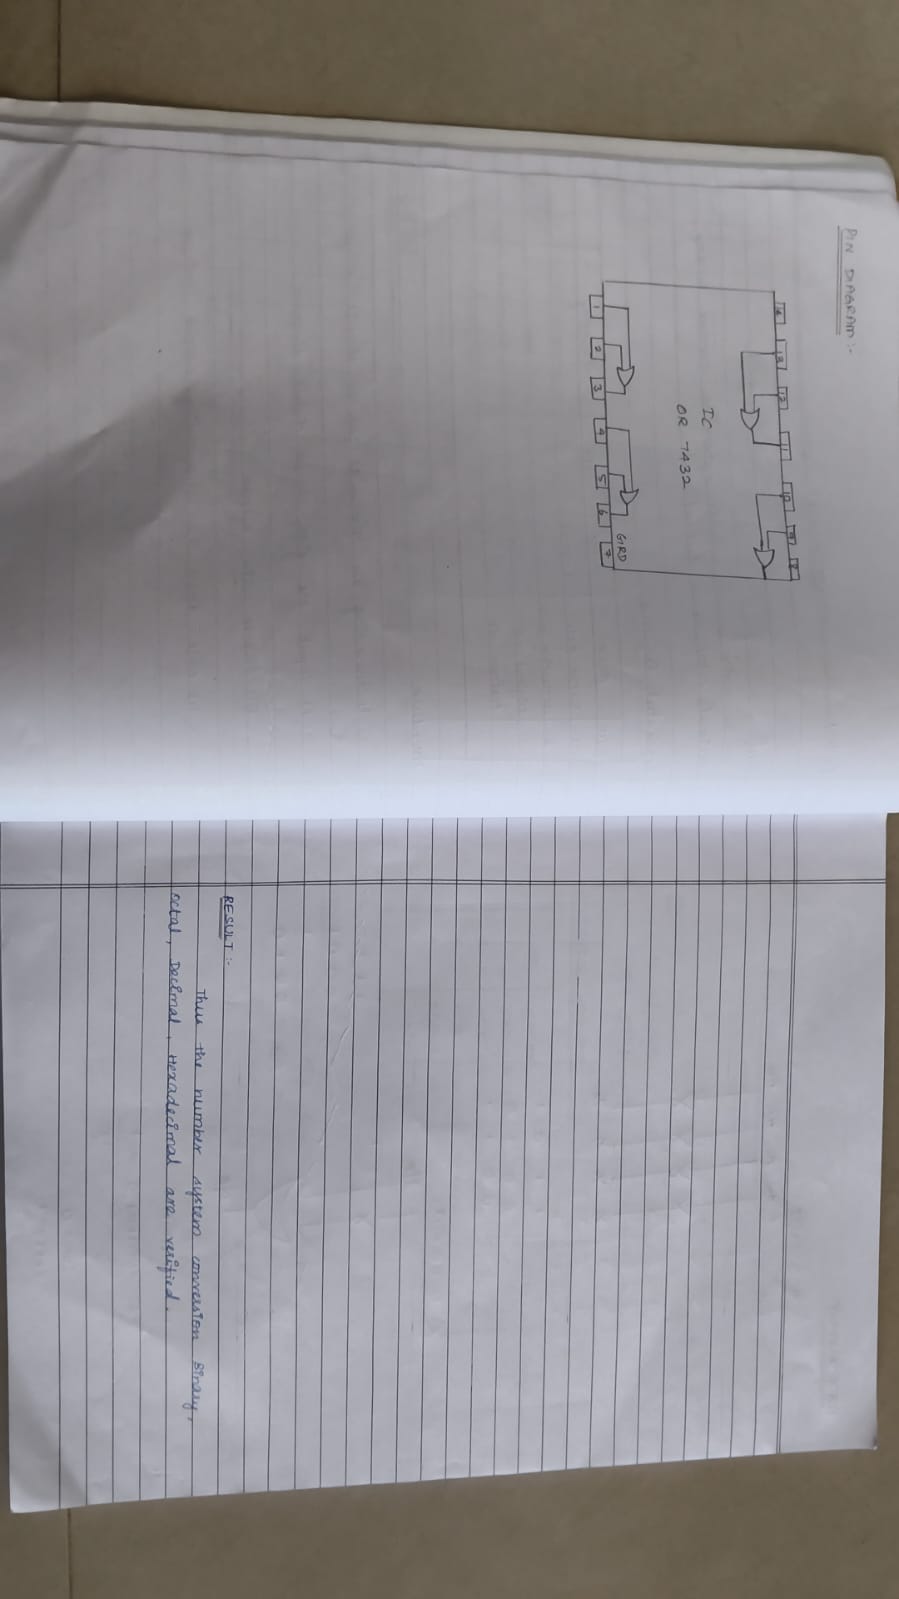 PIN DIAGRAM :-
14 13 12 11 10 9 8
IC
OR 7432
GND
1 2 3 4 5 6 7
RESULT :-
Thus the number system conversion Binary,
octal, Decimal, Hexadecimal are verified.